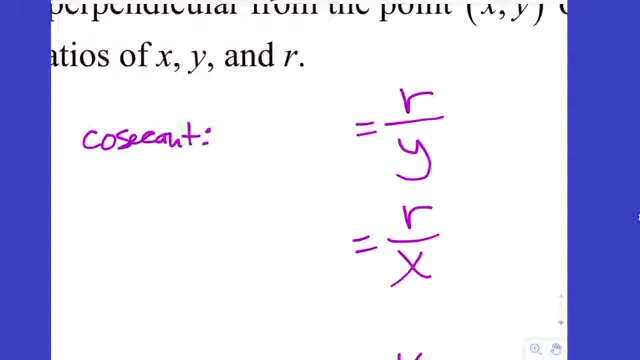 perpendicular from the point (x, y)
atios of x, y, and r.
cosecant: = r/y
= r/x